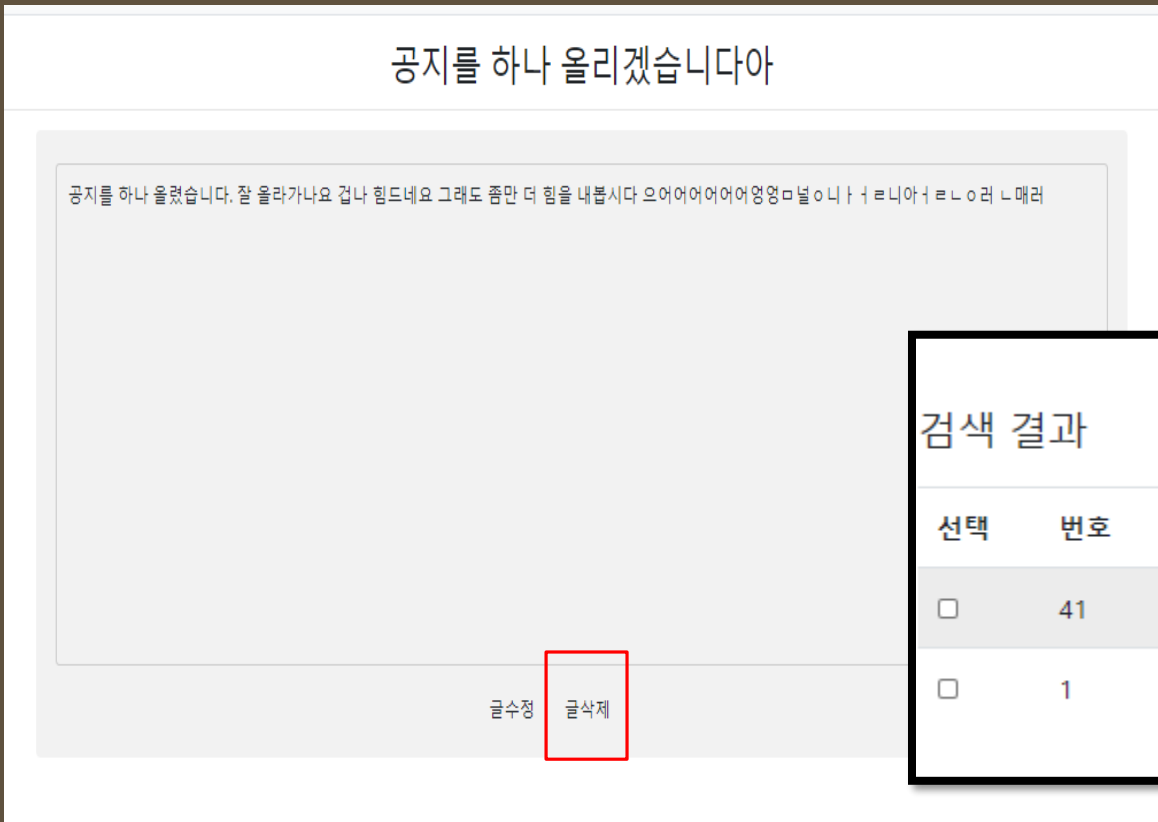 공지를 하나 올리겠습니다아
공지를 하나 올렸습니다. 잘 올라가나요 겁나 힘드네요 그래도 좀만 더 힘을 내봅시다 으어어어어어어엉엉ㅁ널ㅇ니ㅏㅓㄹ니아ㅓㄹㄴㅇ러 ㄴ매러
글수정 글삭제
검색 결과
선택 번호
41
1